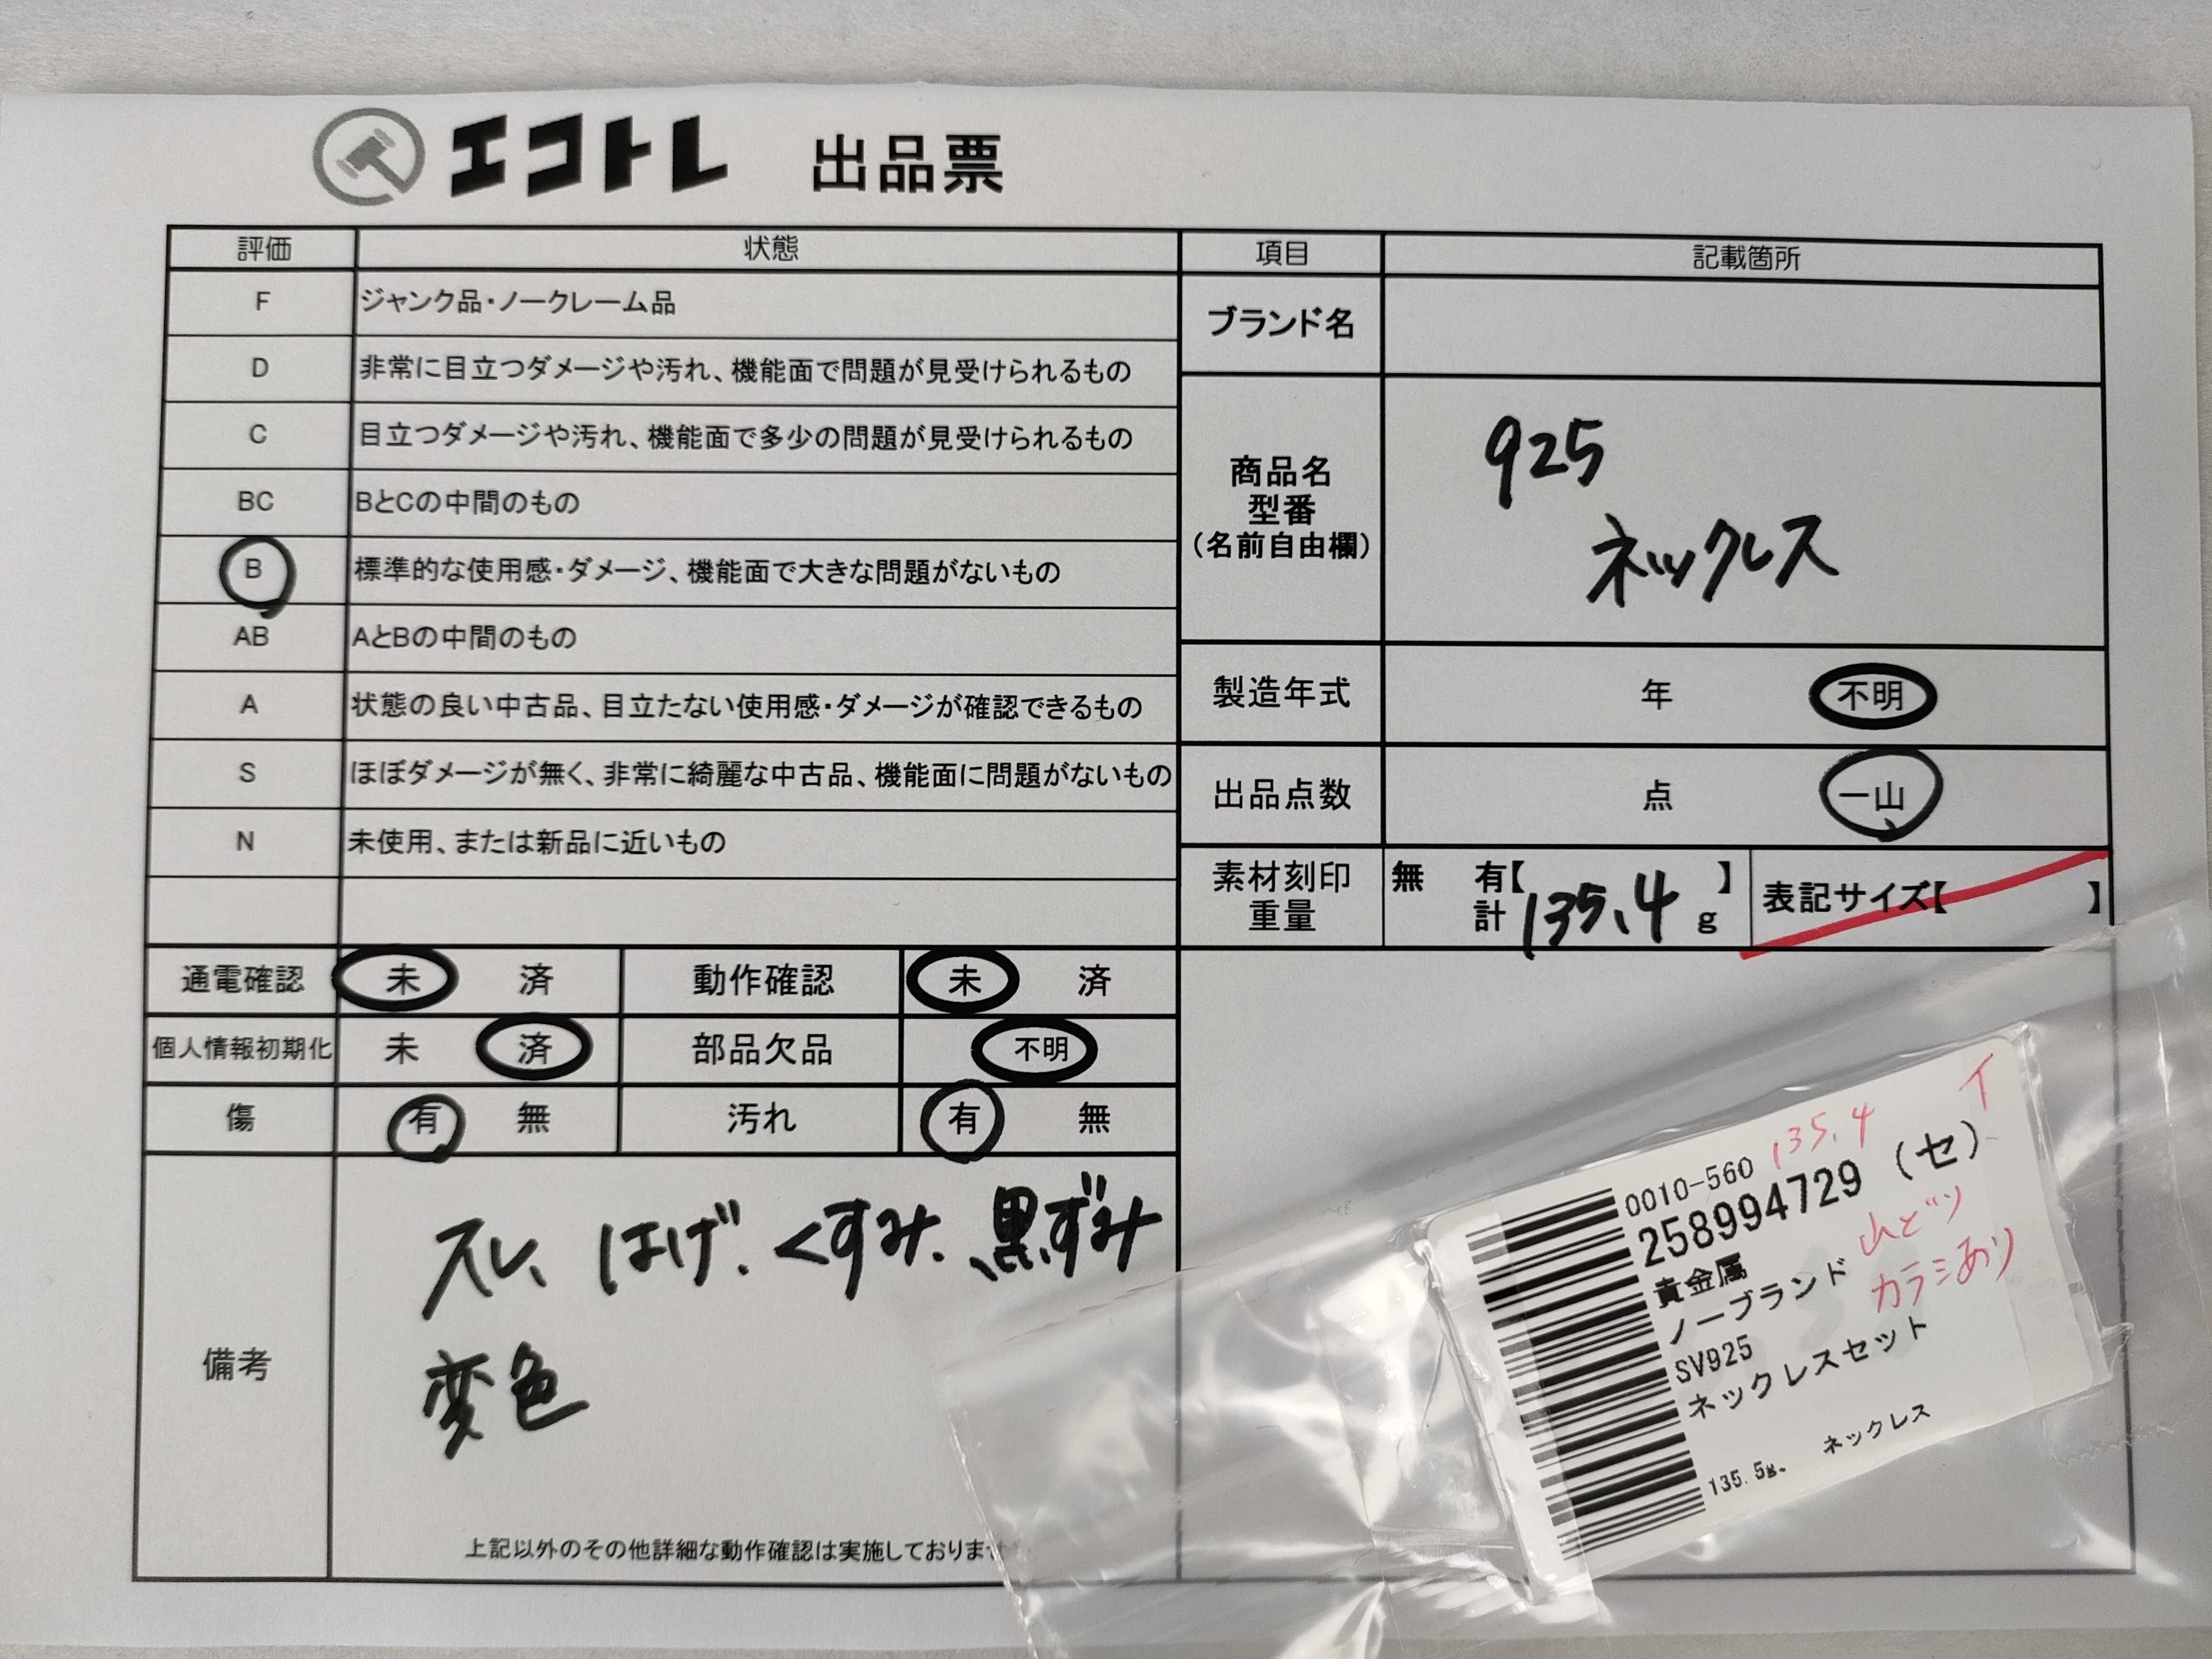 エコトレ 出品票
評価 状態
F ジャンク品・ノークレーム品
D 非常に目立つダメージや汚れ、機能面で問題が見受けられるもの
C 目立つダメージや汚れ、機能面で多少の問題が見受けられるもの
BC BとCの中間のもの
B 標準的な使用感・ダメージ、機能面で大きな問題がないもの
AB AとBの中間のもの
A 状態の良い中古品、目立たない使用感・ダメージが確認できるもの
S ほぼダメージが無く、非常に綺麗な中古品、機能面に問題がないもの
N 未使用、または新品に近いもの
通電確認 未 済 動作確認 未 済
個人情報初期化 未 済 部品欠品 不明
傷 有 無 汚れ 有 無
備考
スレ、はげ、くすみ、黒ずみ
変色
上記以外のその他詳細な動作確認は実施しておりませ
項目 記載箇所
ブランド名
商品名
型番
(名前自由欄)
925
ネックレス
製造年式 年 不明
出品点数 点 一山
素材刻印 無 有【 】 表記サイズ【 】
重量 計 135.4 g
イ
0010-560 135.4
258994729 (セ)
貴金属
ノーブランド
カラミあり
SV925
ネックレスセット
ネックレス
135.5g、